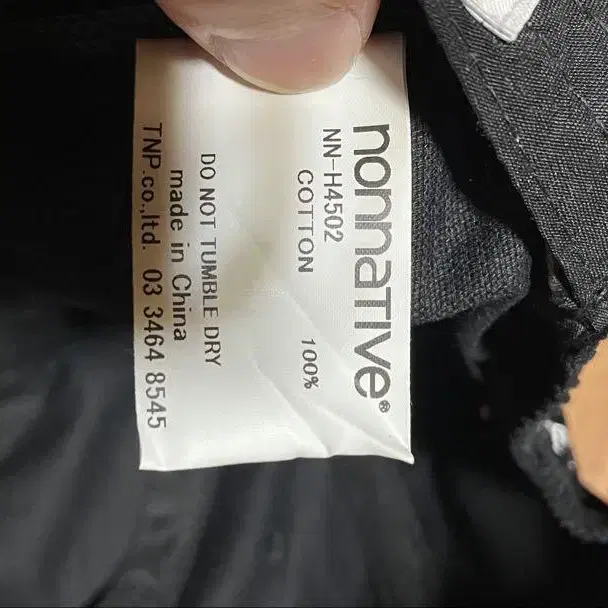 nonnative®
NN-H4502
COTTON 100%
DO NOT TUMBLE DRY
made in China
TNP.co.,ltd. 03 3464 8545